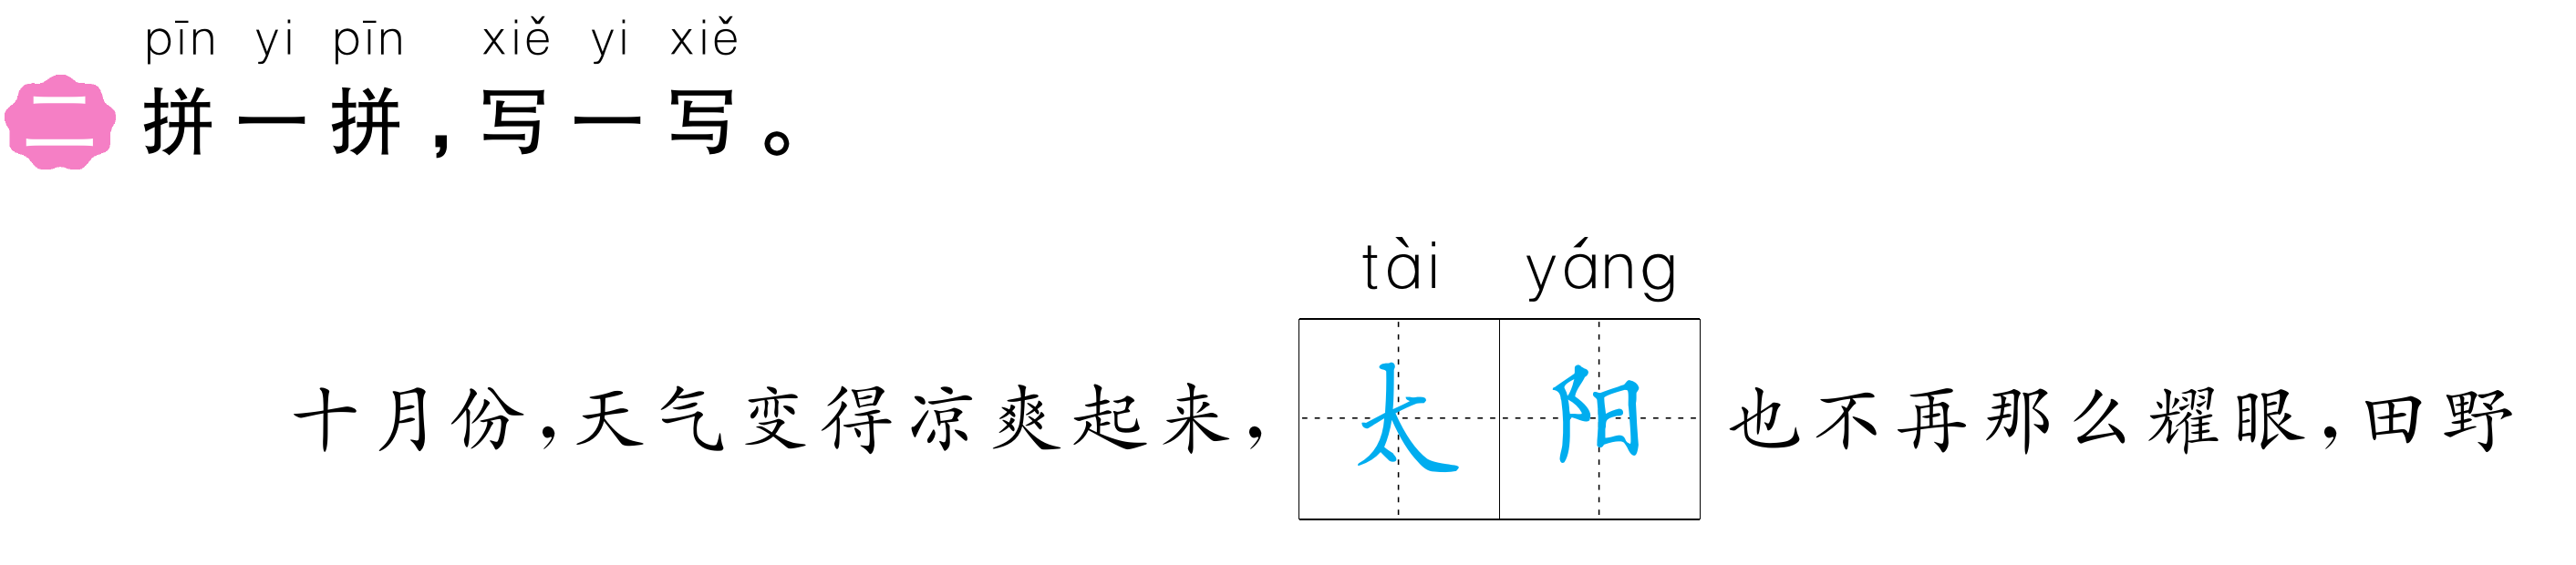 pīn yi pīn, xiě yi xiě
二 拼一拼，写一写。
tài yáng
十月份，天气变得凉爽起来，太阳也不再那么耀眼，田野